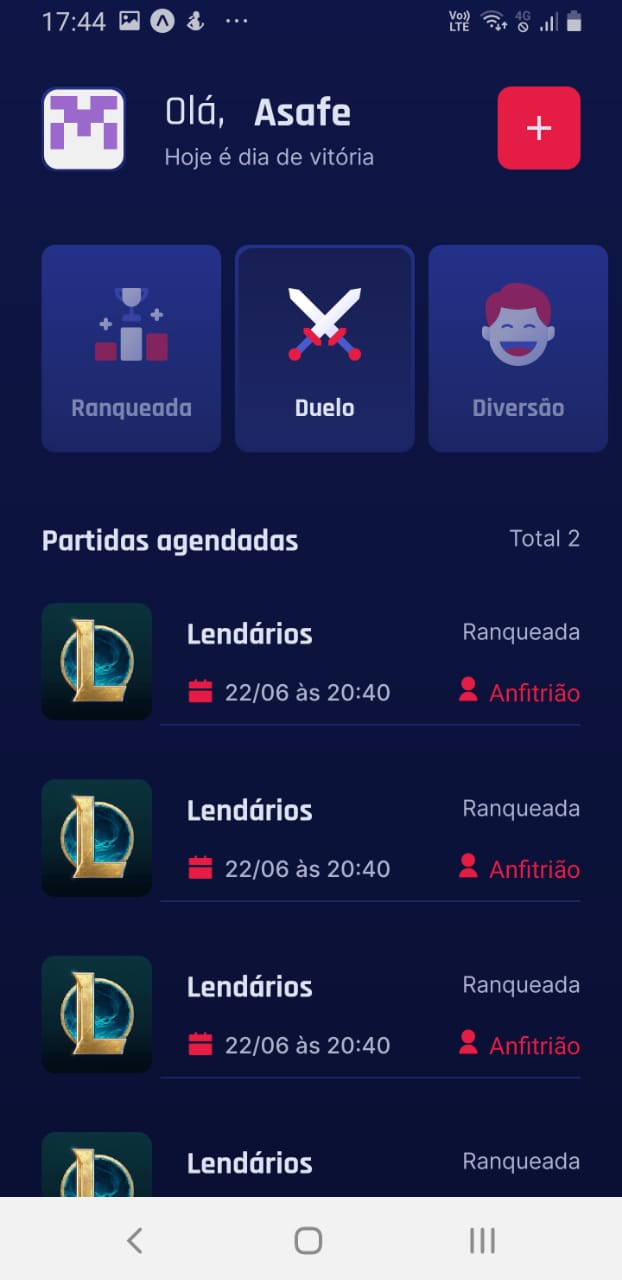 17:44
Vo)) LTE 4G
Olá, Asafe
Hoje é dia de vitória
+
Ranqueada Duelo Diversão
Partidas agendadas Total 2
Lendários Ranqueada
22/06 às 20:40 Anfitrião
Lendários Ranqueada
22/06 às 20:40 Anfitrião
Lendários Ranqueada
22/06 às 20:40 Anfitrião
Lendários Ranqueada